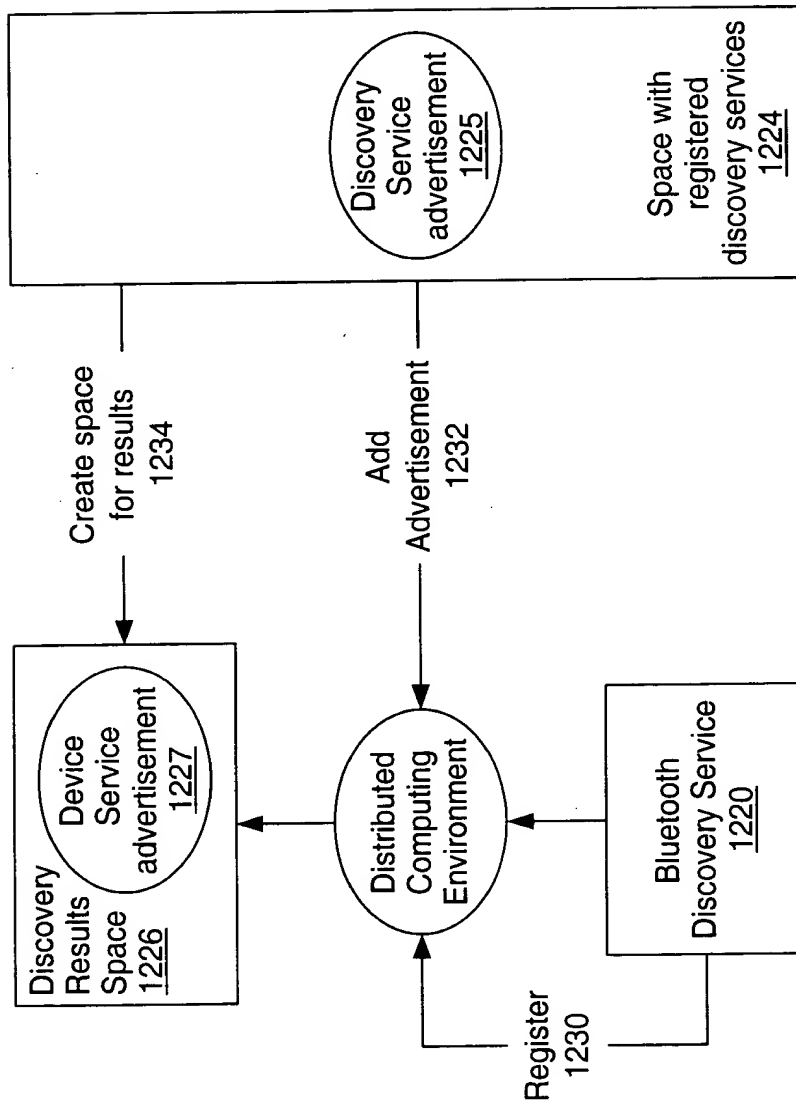 Discovery
Results
Space
1226
Device
Service
advertisement
1227
Create space
for results
1234
Discovery
Service
advertisement
1225
Space with
registered
discovery services
1224
Add
Advertisement
1232
Distributed
Computing
Environment
Register
1230
Bluetooth
Discovery Service
1220